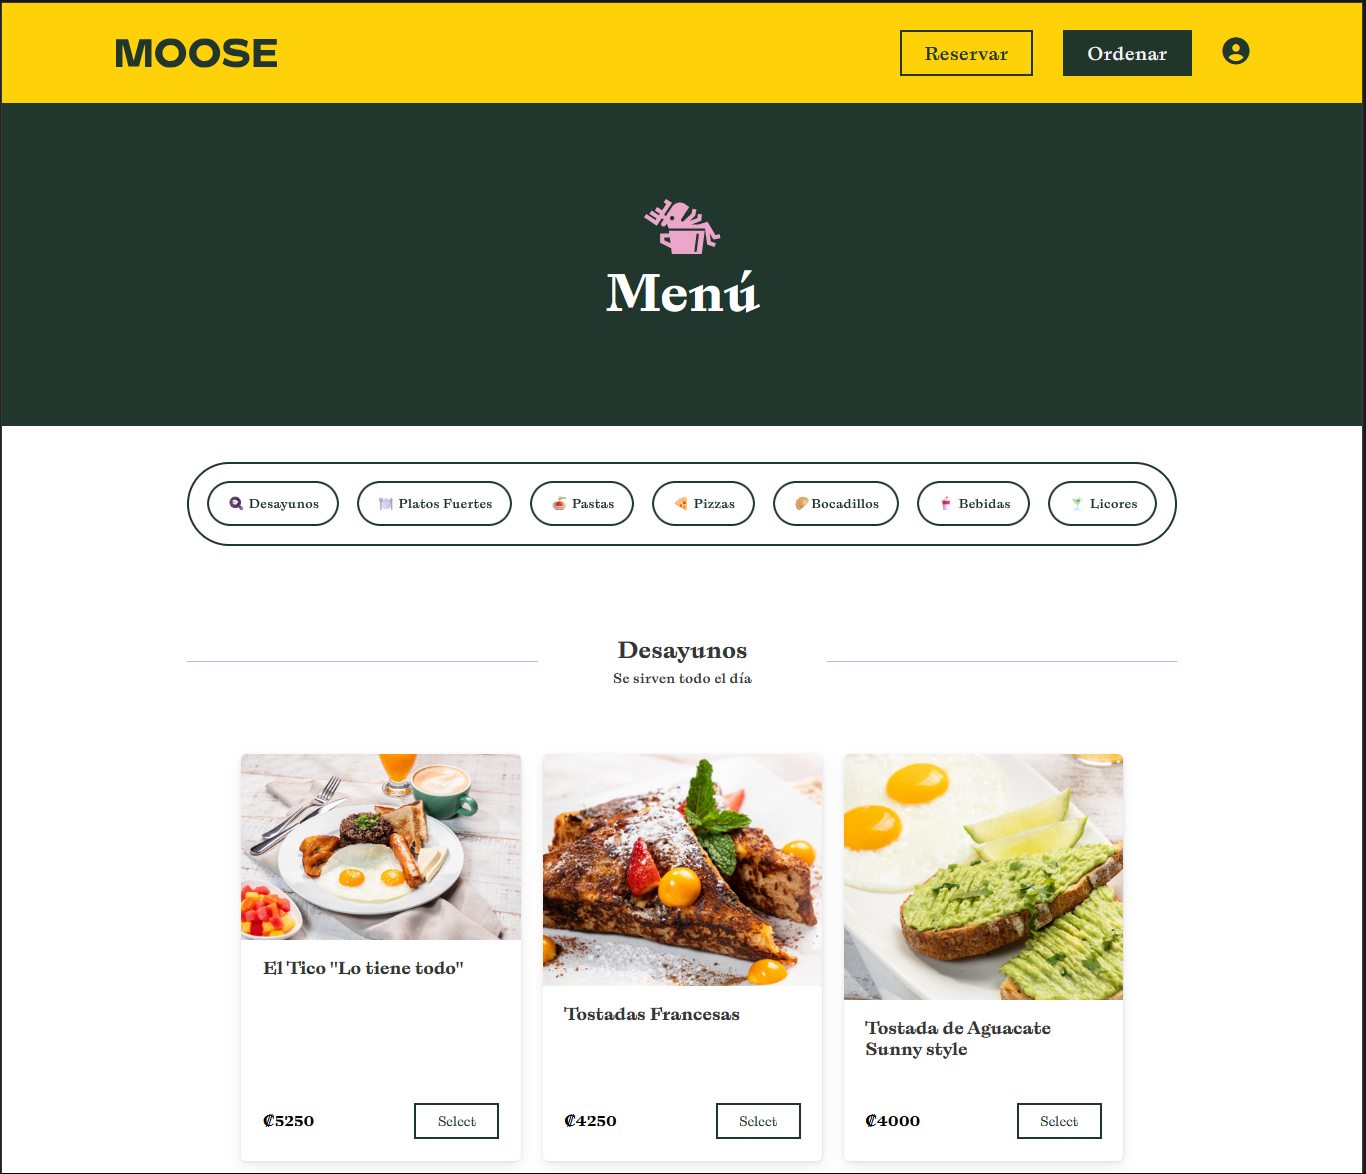 MOOSE
Reservar
Ordenar
Menú
Desayunos
Platos Fuertes
Pastas
Pizzas
Bocadillos
Bebidas
Licores
Desayunos
Se sirven todo el día
El Tico "Lo tiene todo"
₡5250
Select
Tostadas Francesas
₡4250
Select
Tostada de Aguacate
Sunny style
₡4000
Select